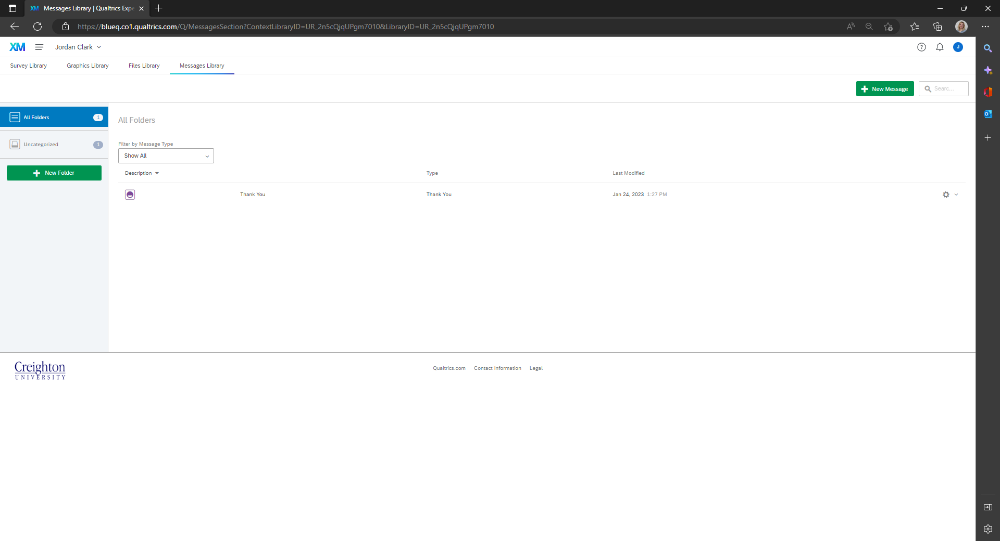 XM Messages Library | Qualtrics Expe
https://blueq.co1.qualtrics.com/Q/MessagesSection?ContextLibraryID=UR_2n5cQjqUPgm7010&LibraryID=UR_2n5cQjqUPgm7010
XM Jordan Clark ? J
Survey Library Graphics Library Files Library Messages Library
New Message Searc...
All Folders 1
All Folders
Uncategorized 1
Filter by Message Type
Show All
New Folder
Description Type Last Modified
Thank You Thank You Jan 24, 2023 1:27 PM
Creighton
UNIVERSITY
Qualtrics.com Contact Information Legal